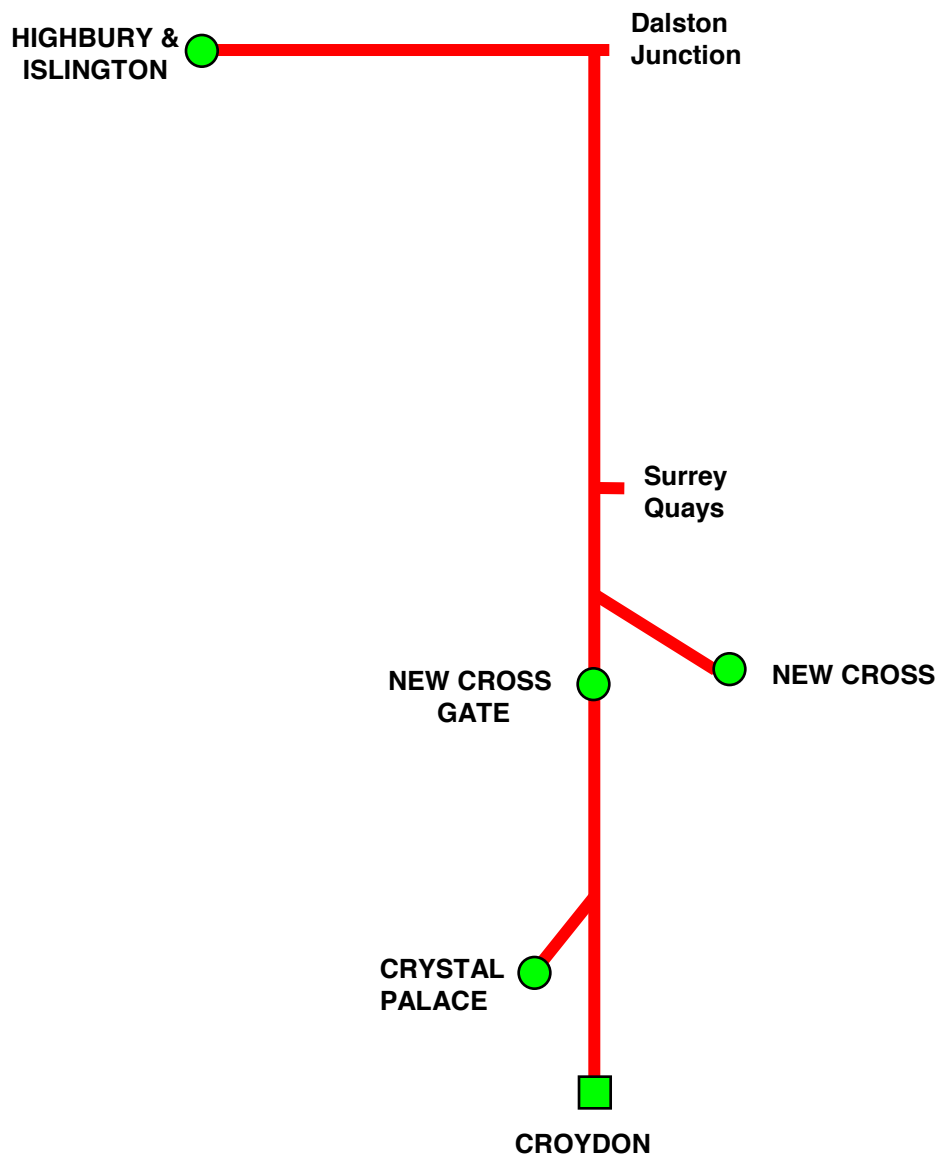 HIGHBURY &
ISLINGTON
Dalston
Junction
Surrey
Quays
NEW CROSS
GATE
NEW CROSS
CRYSTAL
PALACE
CROYDON